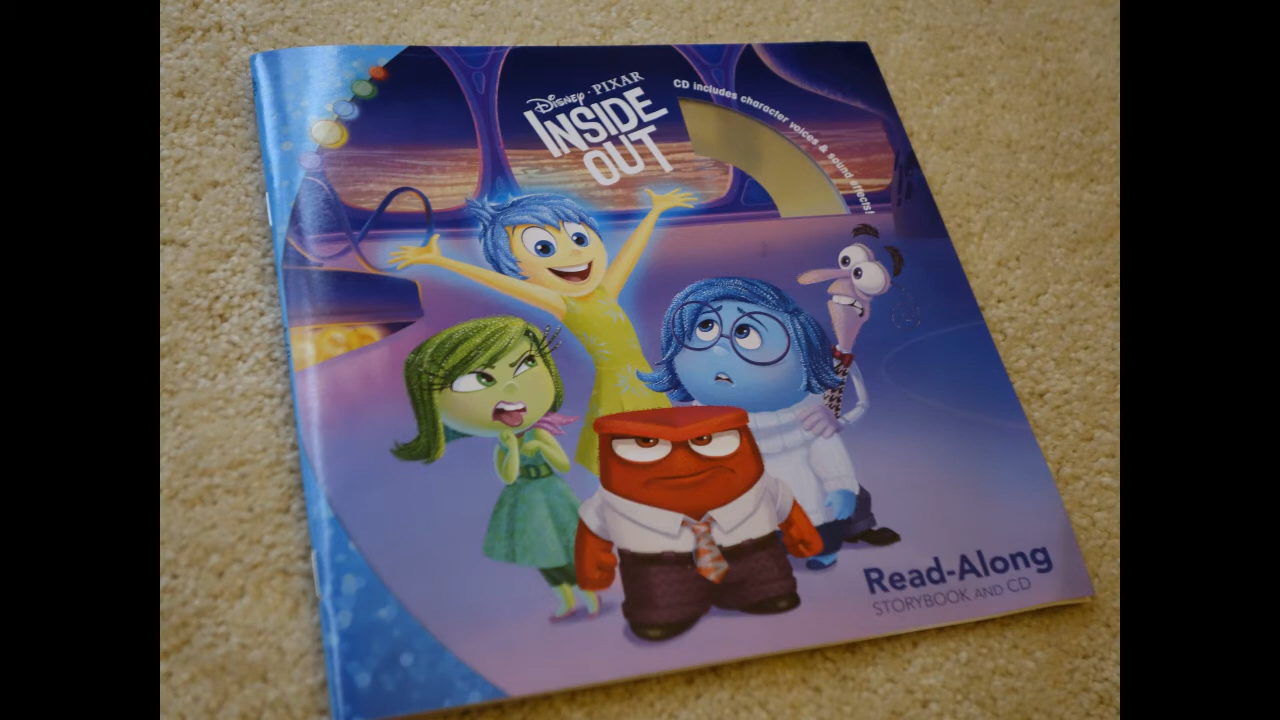 Disney · PIXAR
INSIDE
OUT
CD includes character voices & sound effects!
Read-Along
STORYBOOK AND CD